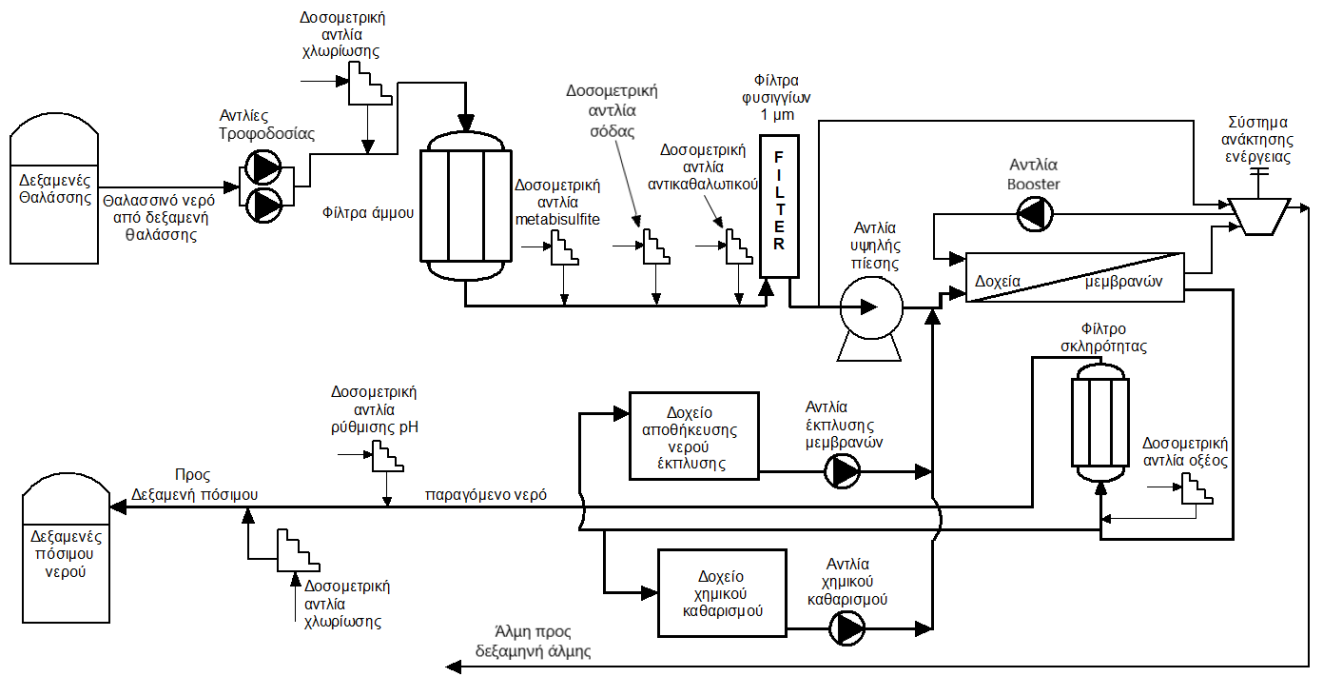 Δοσομετρική
αντλία
χλωρίωσης
Αντλίες
Τροφοδοσίας
Δεξαμενές
Θαλάσσης
Θαλασσινό νερό
από δεξαμενή
θαλάσσης
Φίλτρα άμμου
Δοσομετρική
αντλία
metabisulfite
Δοσομετρική
αντλία
σόδας
Δοσομετρική
αντλία
αντικαθαλωτικού
Φίλτρα
φυσιγγίων
1 μm
FILTER
Αντλία
υψηλής
πίεσης
Αντλία
Booster
Σύστημα
ανάκτησης
ενέργειας
Δοχεία
μεμβρανών
Φίλτρο
σκληρότητας
Δοσομετρική
αντλία οξέος
Δοχείο
αποθήκευσης
νερού
έκπλυσης
Αντλία
έκπλυσης
μεμβρανών
Δοσομετρική
αντλία
ρύθμισης pH
Προς
Δεξαμενή πόσιμου
παραγόμενο νερό
Δεξαμενές
πόσιμου
νερού
Δοσομετρική
αντλία
χλωρίωσης
Δοχείο
χημικού
καθαρισμού
Αντλία
χημικού
καθαρισμού
Άλμη προς
δεξαμηνή άλμης